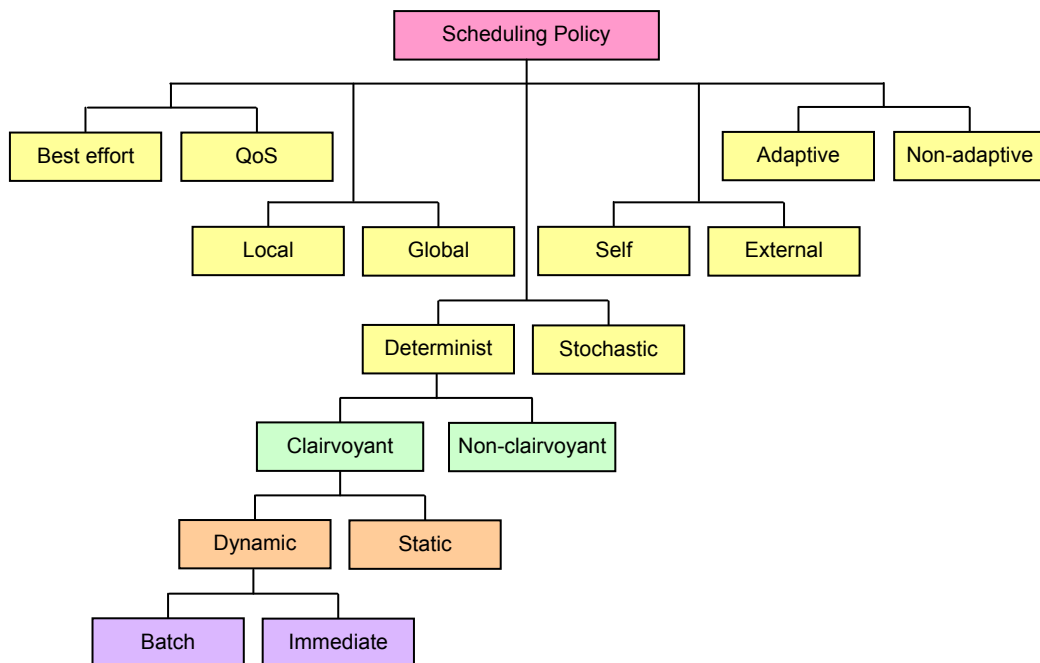 Scheduling Policy
Best effort
QoS
Adaptive
Non-adaptive
Local
Global
Self
External
Determinist
Stochastic
Clairvoyant
Non-clairvoyant
Dynamic
Static
Batch
Immediate